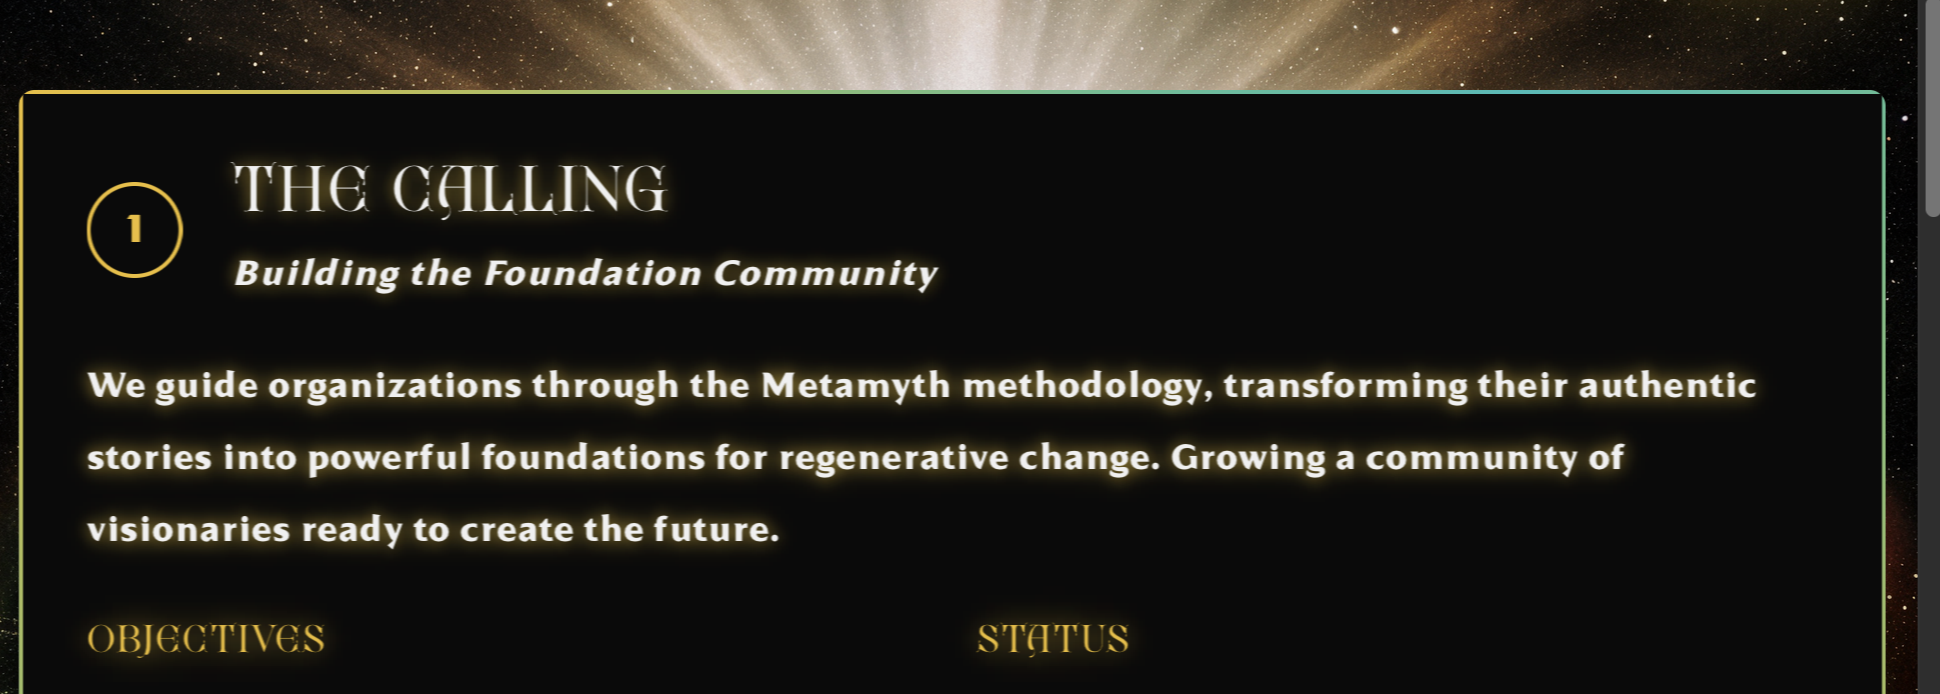 1
THE CALLING
Building the Foundation Community
We guide organizations through the Metamyth methodology, transforming their authentic
stories into powerful foundations for regenerative change. Growing a community of
visionaries ready to create the future.
OBJECTIVES
STATUS